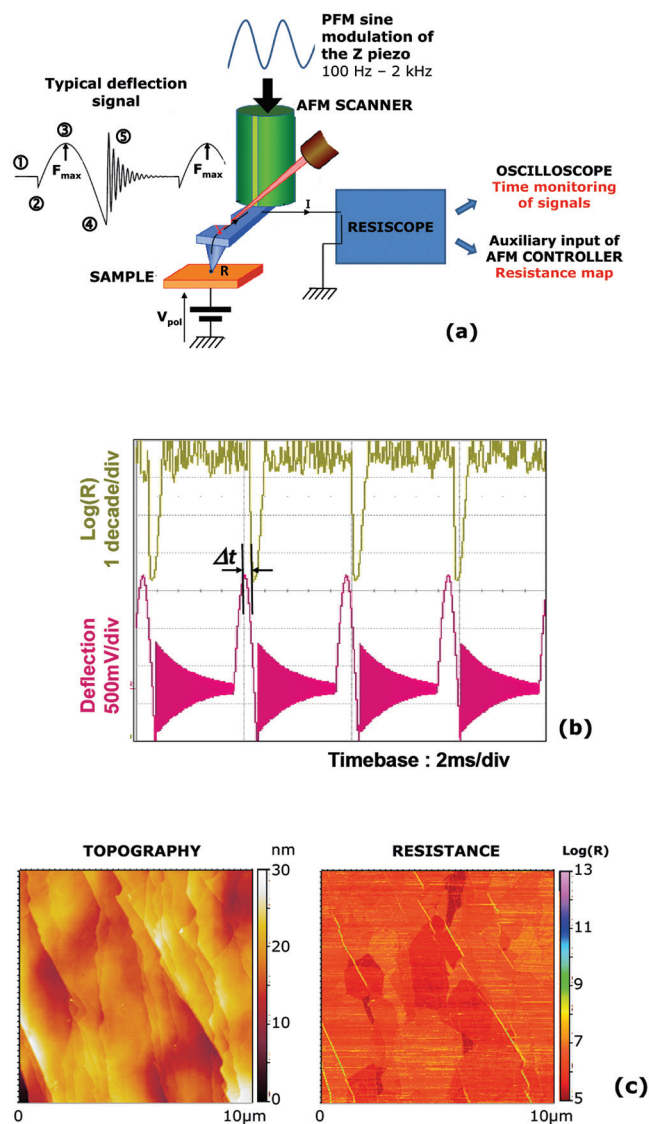 PFM sine
modulation of
the Z piezo
100 Hz – 2 kHz
Typical deflection
signal
AFM SCANNER
③
⑤
①
Fmax
Fmax
②
④
I
RESISCOPE
OSCILLOSCOPE
Time monitoring
of signals
Auxiliary input of
AFM CONTROLLER
Resistance map
SAMPLE
R
Vpol
(a)
Log(R)
1 decade/div
Δt
Deflection
500mV/div
(b)
Timebase : 2ms/div
TOPOGRAPHY
nm
RESISTANCE
Log(R)
30
20
10
0
13
11
9
7
5
(c)
0
10µm
0
10µm